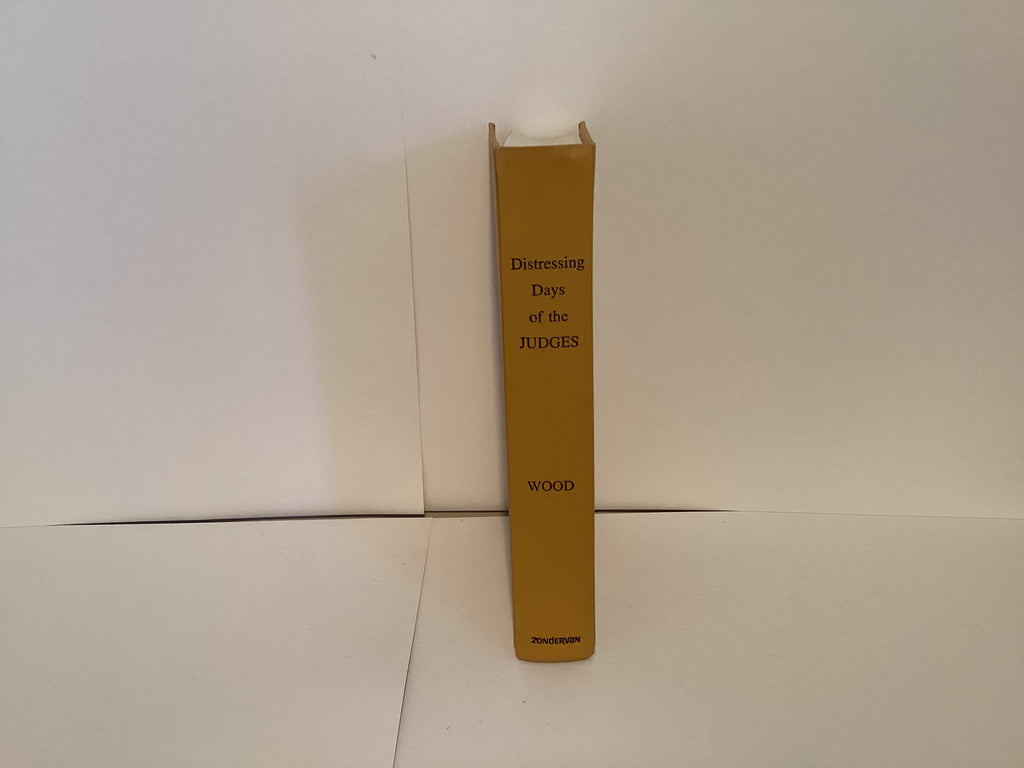 Distressing
Days
of the
JUDGES
WOOD
ZONDERVAN